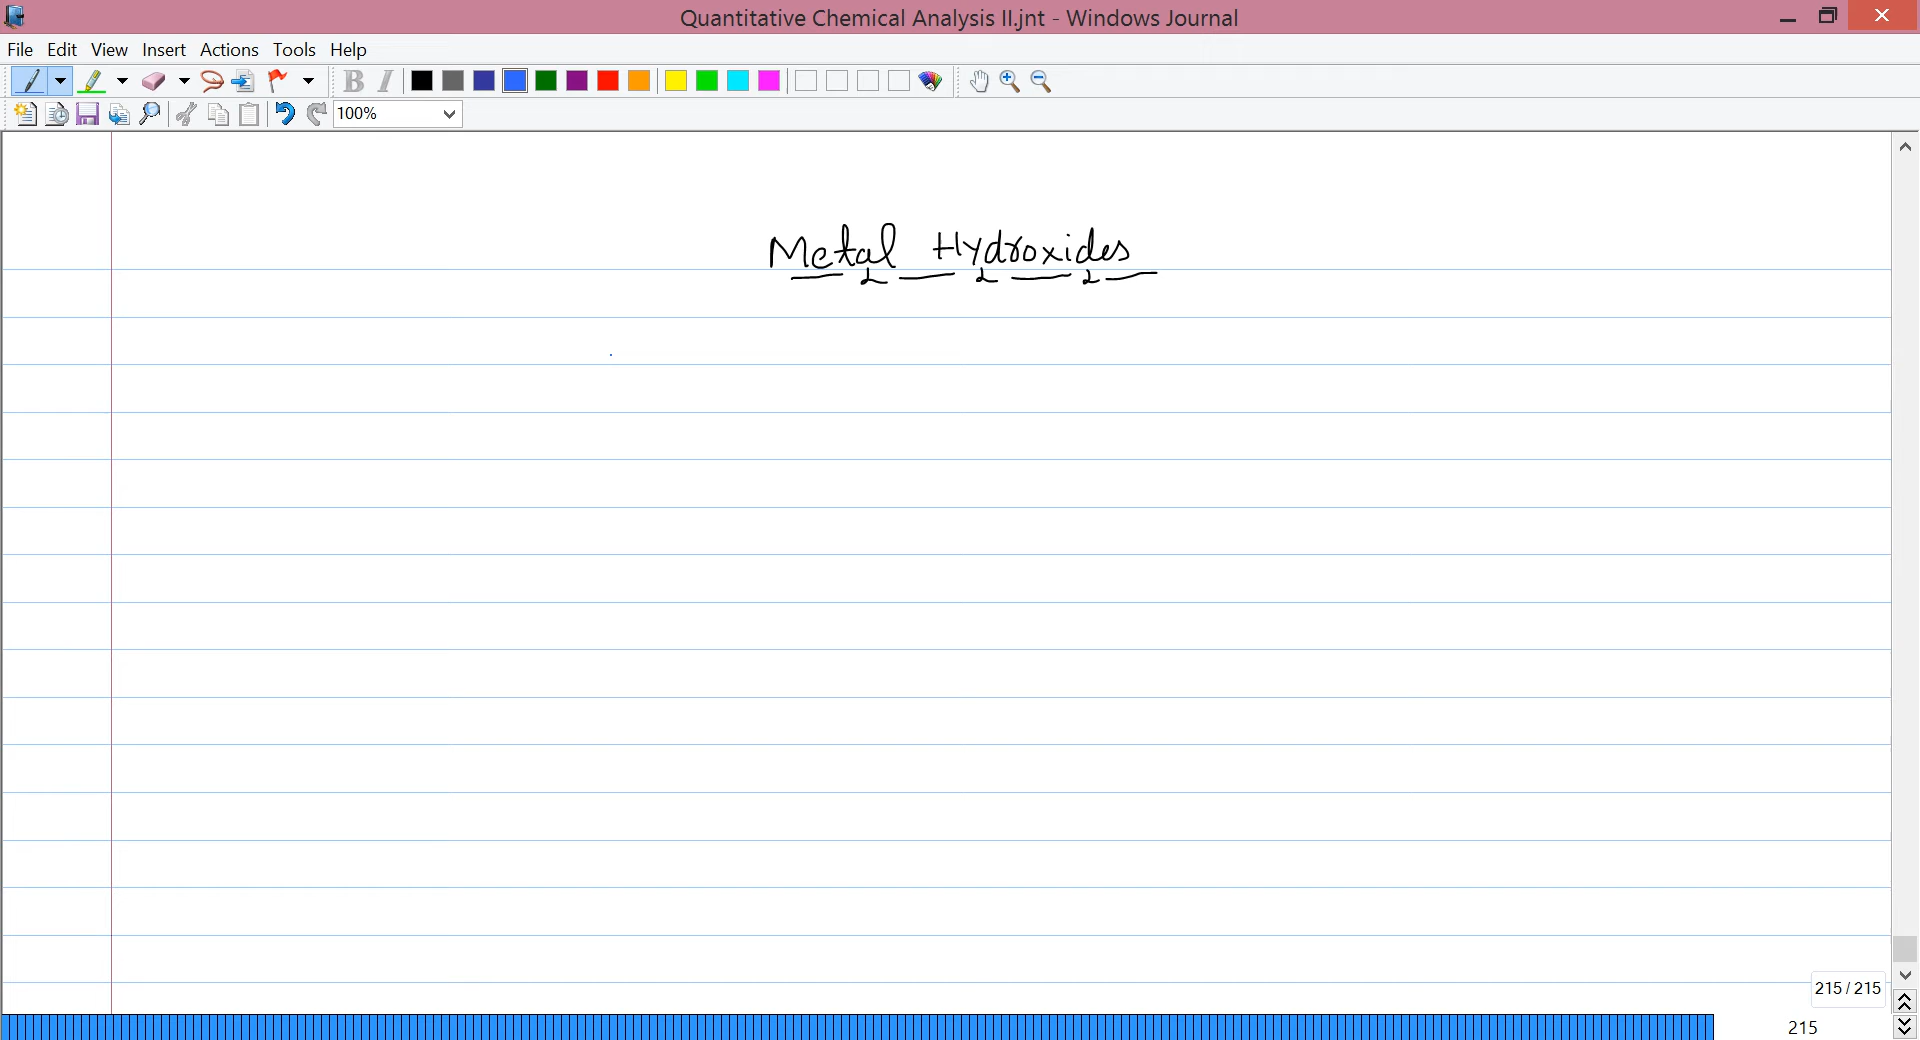 Quantitative Chemical Analysis II.jnt - Windows Journal
File Edit View Insert Actions Tools Help
B I
100%
Metal Hydroxides
215 / 215
215